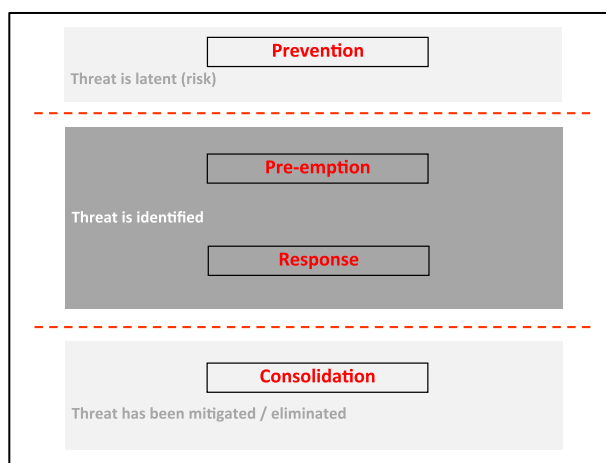 Prevention
Threat is latent (risk)
Pre-emption
Threat is identified
Response
Consolidation
Threat has been mitigated / eliminated